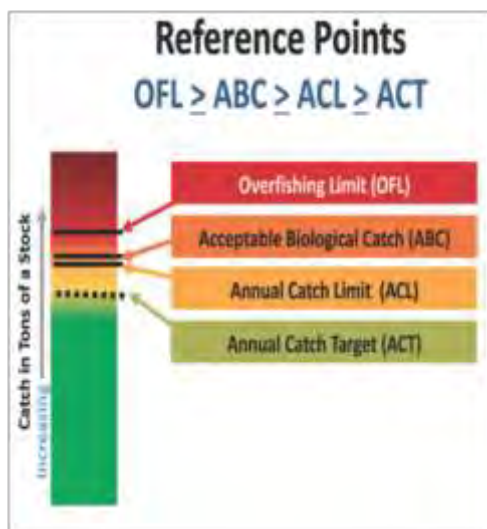 Reference Points
OFL ≥ ABC ≥ ACL ≥ ACT
Overfishing Limit (OFL)
Acceptable Biological Catch (ABC)
Annual Catch Limit (ACL)
Annual Catch Target (ACT)
Catch in Tons of a Stock
Increasing